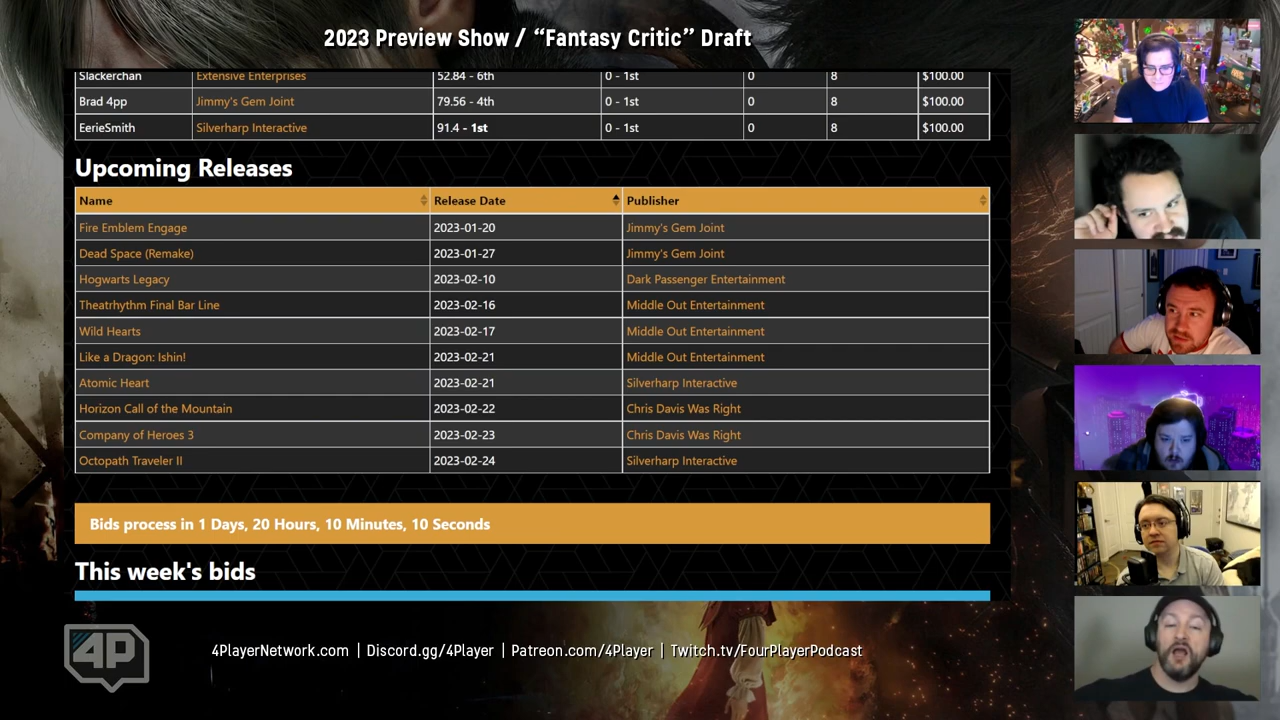 2023 Preview Show / “Fantasy Critic” Draft
Slackerchan Extensive Enterprises 52.84 - 6th 0 - 1st 0 8 $100.00
Brad 4pp Jimmy's Gem Joint 79.56 - 4th 0 - 1st 0 8 $100.00
EerieSmith Silverharp Interactive 91.4 - 1st 0 - 1st 0 8 $100.00
Upcoming Releases
Name Release Date Publisher
Fire Emblem Engage 2023-01-20 Jimmy's Gem Joint
Dead Space (Remake) 2023-01-27 Jimmy's Gem Joint
Hogwarts Legacy 2023-02-10 Dark Passenger Entertainment
Theatrhythm Final Bar Line 2023-02-16 Middle Out Entertainment
Wild Hearts 2023-02-17 Middle Out Entertainment
Like a Dragon: Ishin! 2023-02-21 Middle Out Entertainment
Atomic Heart 2023-02-21 Silverharp Interactive
Horizon Call of the Mountain 2023-02-22 Chris Davis Was Right
Company of Heroes 3 2023-02-23 Chris Davis Was Right
Octopath Traveler II 2023-02-24 Silverharp Interactive
Bids process in 1 Days, 20 Hours, 10 Minutes, 10 Seconds
This week's bids
4P
4PlayerNetwork.com | Discord.gg/4Player | Patreon.com/4Player | Twitch.tv/FourPlayerPodcast